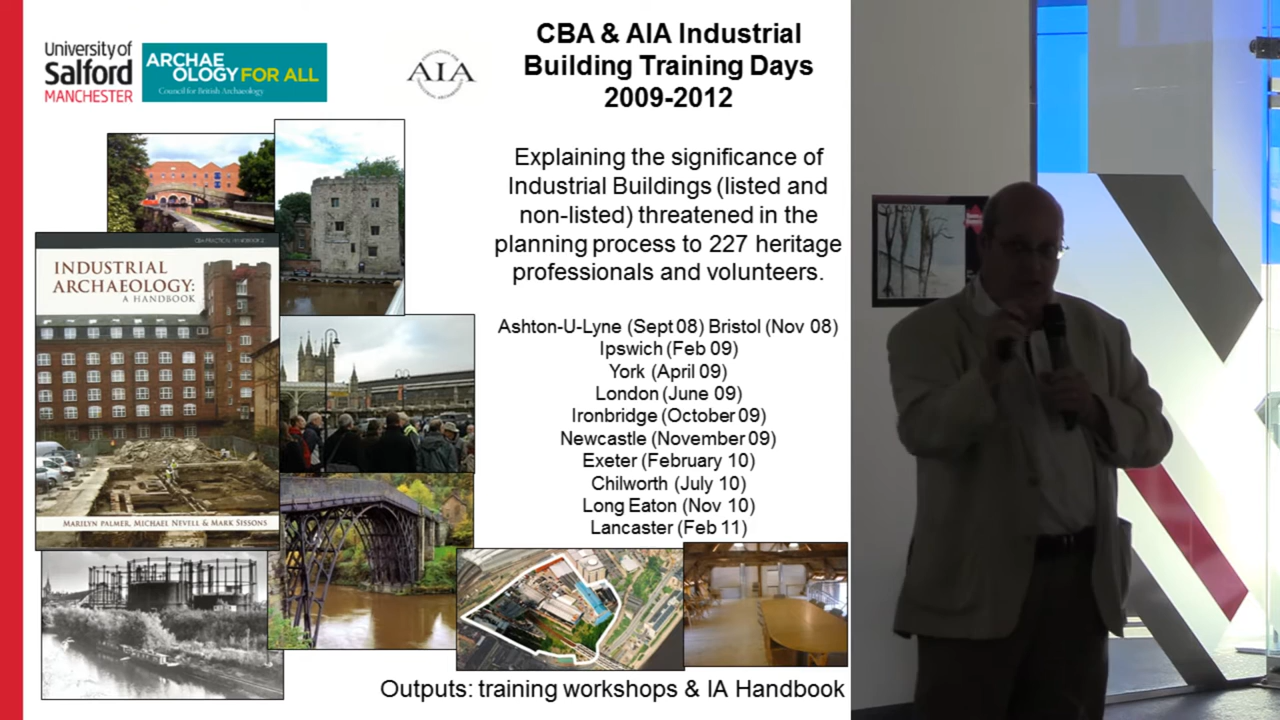 University of
Salford
MANCHESTER
ARCHAE
OLOGY FOR ALL
Council for British Archaeology
AIA
CBA & AIA Industrial
Building Training Days
2009-2012
Explaining the significance of
Industrial Buildings (listed and
non-listed) threatened in the
planning process to 227 heritage
professionals and volunteers.
INDUSTRIAL
ARCHAEOLOGY:
A HANDBOOK
MARILYN PALMER, MICHAEL NEVELL & MARK SISSONS
Ashton-U-Lyne (Sept 08) Bristol (Nov 08)
Ipswich (Feb 09)
York (April 09)
London (June 09)
Ironbridge (October 09)
Newcastle (November 09)
Exeter (February 10)
Chilworth (July 10)
Long Eaton (Nov 10)
Lancaster (Feb 11)
Outputs: training workshops & IA Handbook